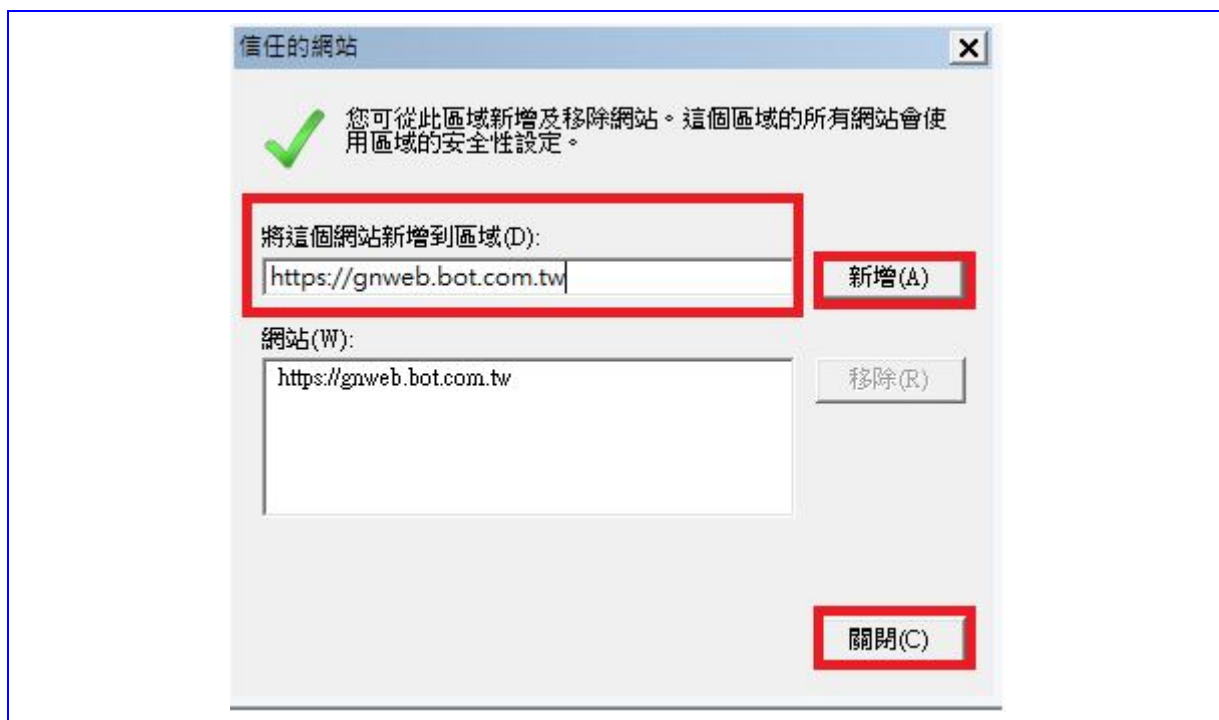 信任的網站
您可從此區域新增及移除網站。這個區域的所有網站會使
用區域的安全性設定。
將這個網站新增到區域(D):
https://gnweb.bot.com.tw
新增(A)
網站(W):
https://gnweb.bot.com.tw
移除(R)
關閉(C)